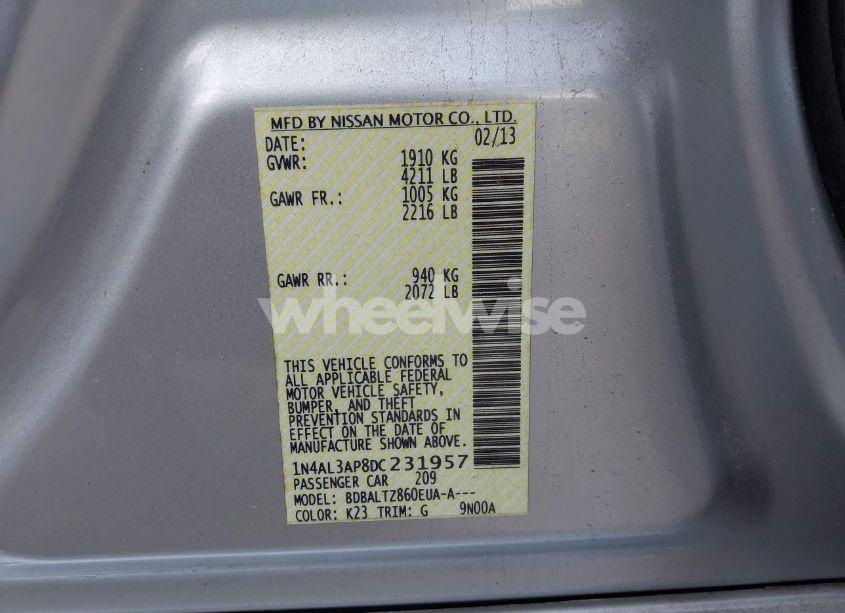 MFD BY NISSAN MOTOR CO., LTD.
DATE: 02/13
GVWR: 1910 KG
4211 LB
GAWR FR.: 1005 KG
2216 LB
GAWR RR.: 940 KG
2072 LB
wheelwise
THIS VEHICLE CONFORMS TO
ALL APPLICABLE FEDERAL
MOTOR VEHICLE SAFETY,
BUMPER, AND THEFT
PREVENTION STANDARDS IN
EFFECT ON THE DATE OF
MANUFACTURE SHOWN ABOVE.
1N4AL3AP8DC231957
PASSENGER CAR 209
MODEL: BDBALTZ860EUA-A---
COLOR: K23 TRIM: G 9N00A